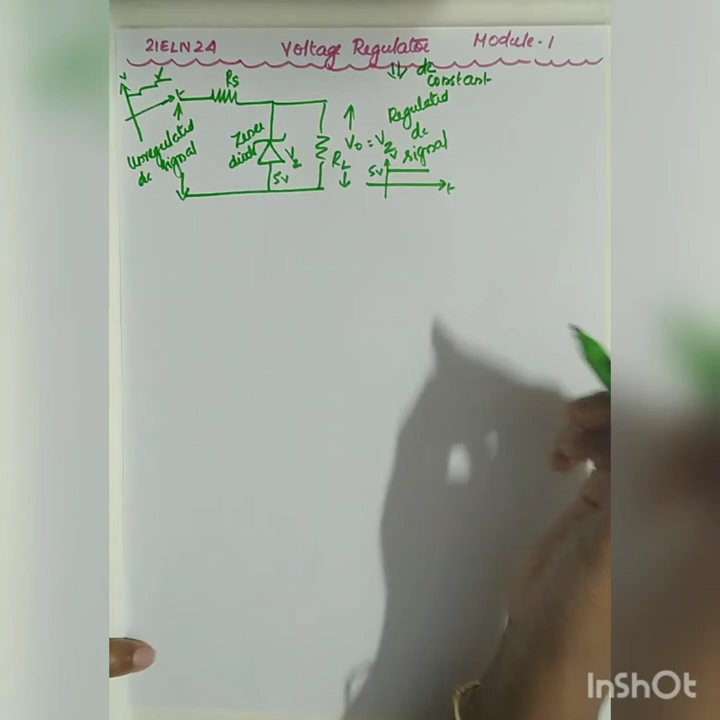 21ELN24 Voltage Regulator Module-1
dc
constant
V
t
Rs
Unregulated
dc signal
Zener
diode
Vz
5V
RL
Vo = Vz
Regulated
dc
signal
V
5V
t
InShOt